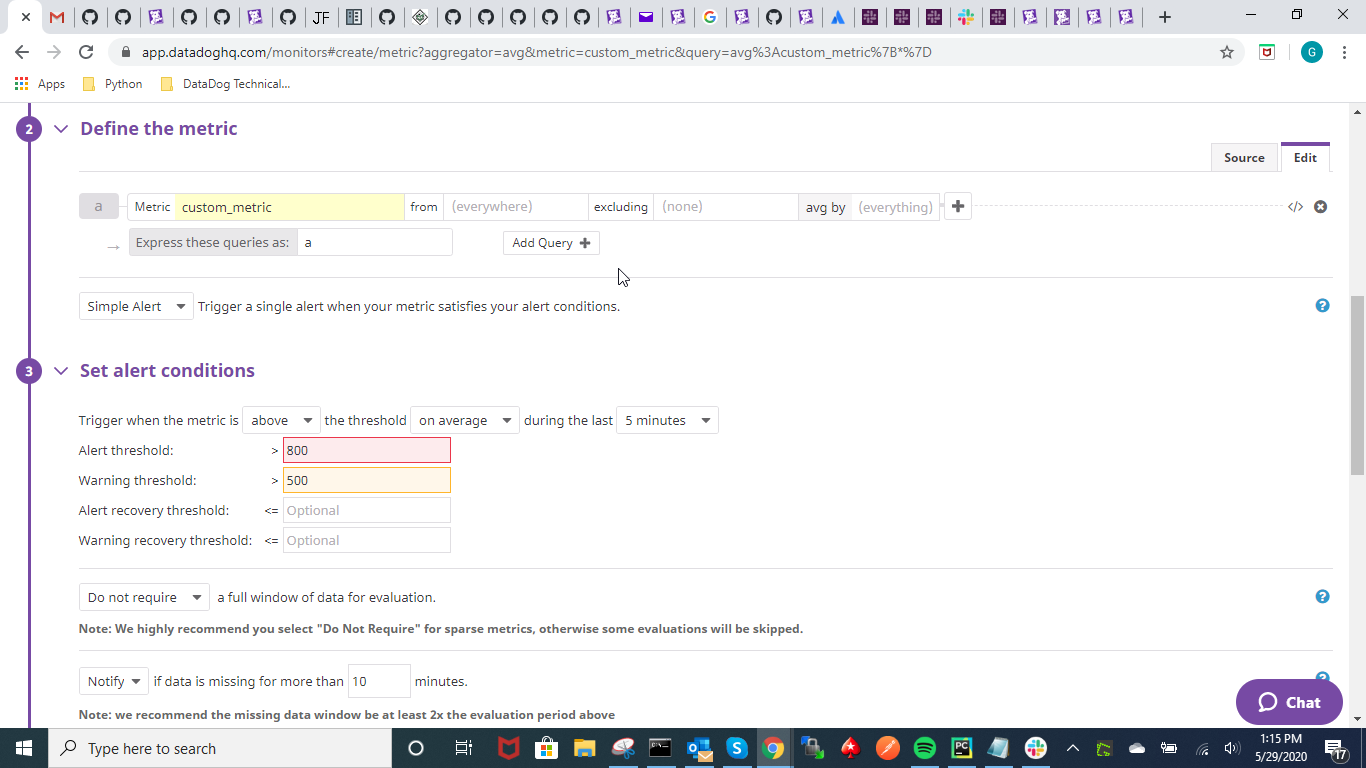 JF
app.datadoghq.com/monitors#create/metric?aggregator=avg&metric=custom_metric&query=avg%3Acustom_metric%7B*%7D
G
Apps Python DataDog Technical...
2 Define the metric
Source Edit
a Metric custom_metric from (everywhere) excluding (none) avg by (everything) + </>
→ Express these queries as: a Add Query +
Simple Alert Trigger a single alert when your metric satisfies your alert conditions. ?
3 Set alert conditions
Trigger when the metric is above the threshold on average during the last 5 minutes
Alert threshold: > 800
Warning threshold: > 500
Alert recovery threshold: <= Optional
Warning recovery threshold: <= Optional
Do not require a full window of data for evaluation. ?
Note: We highly recommend you select "Do Not Require" for sparse metrics, otherwise some evaluations will be skipped.
Notify if data is missing for more than 10 minutes. ?
Chat
Note: we recommend the missing data window be at least 2x the evaluation period above
Type here to search
PC
1:15 PM
5/29/2020
17